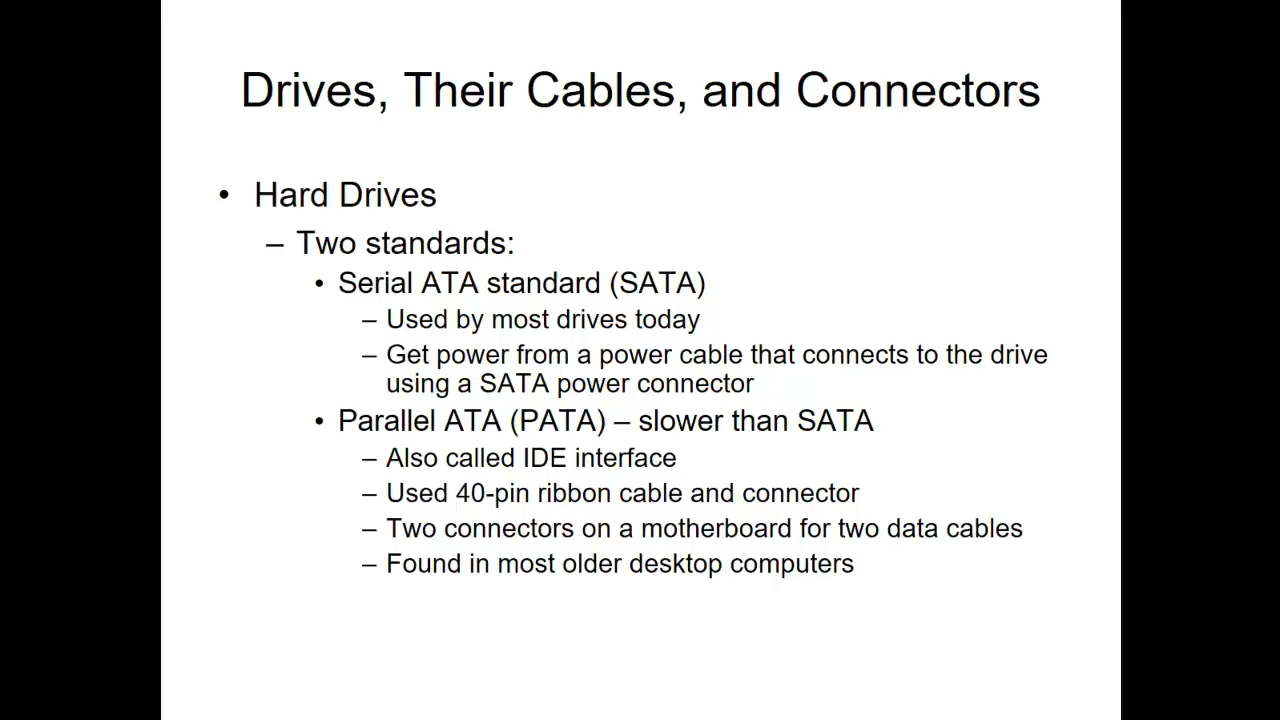 Drives, Their Cables, and Connectors
• Hard Drives
– Two standards:
• Serial ATA standard (SATA)
– Used by most drives today
– Get power from a power cable that connects to the drive
using a SATA power connector
• Parallel ATA (PATA) – slower than SATA
– Also called IDE interface
– Used 40-pin ribbon cable and connector
– Two connectors on a motherboard for two data cables
– Found in most older desktop computers